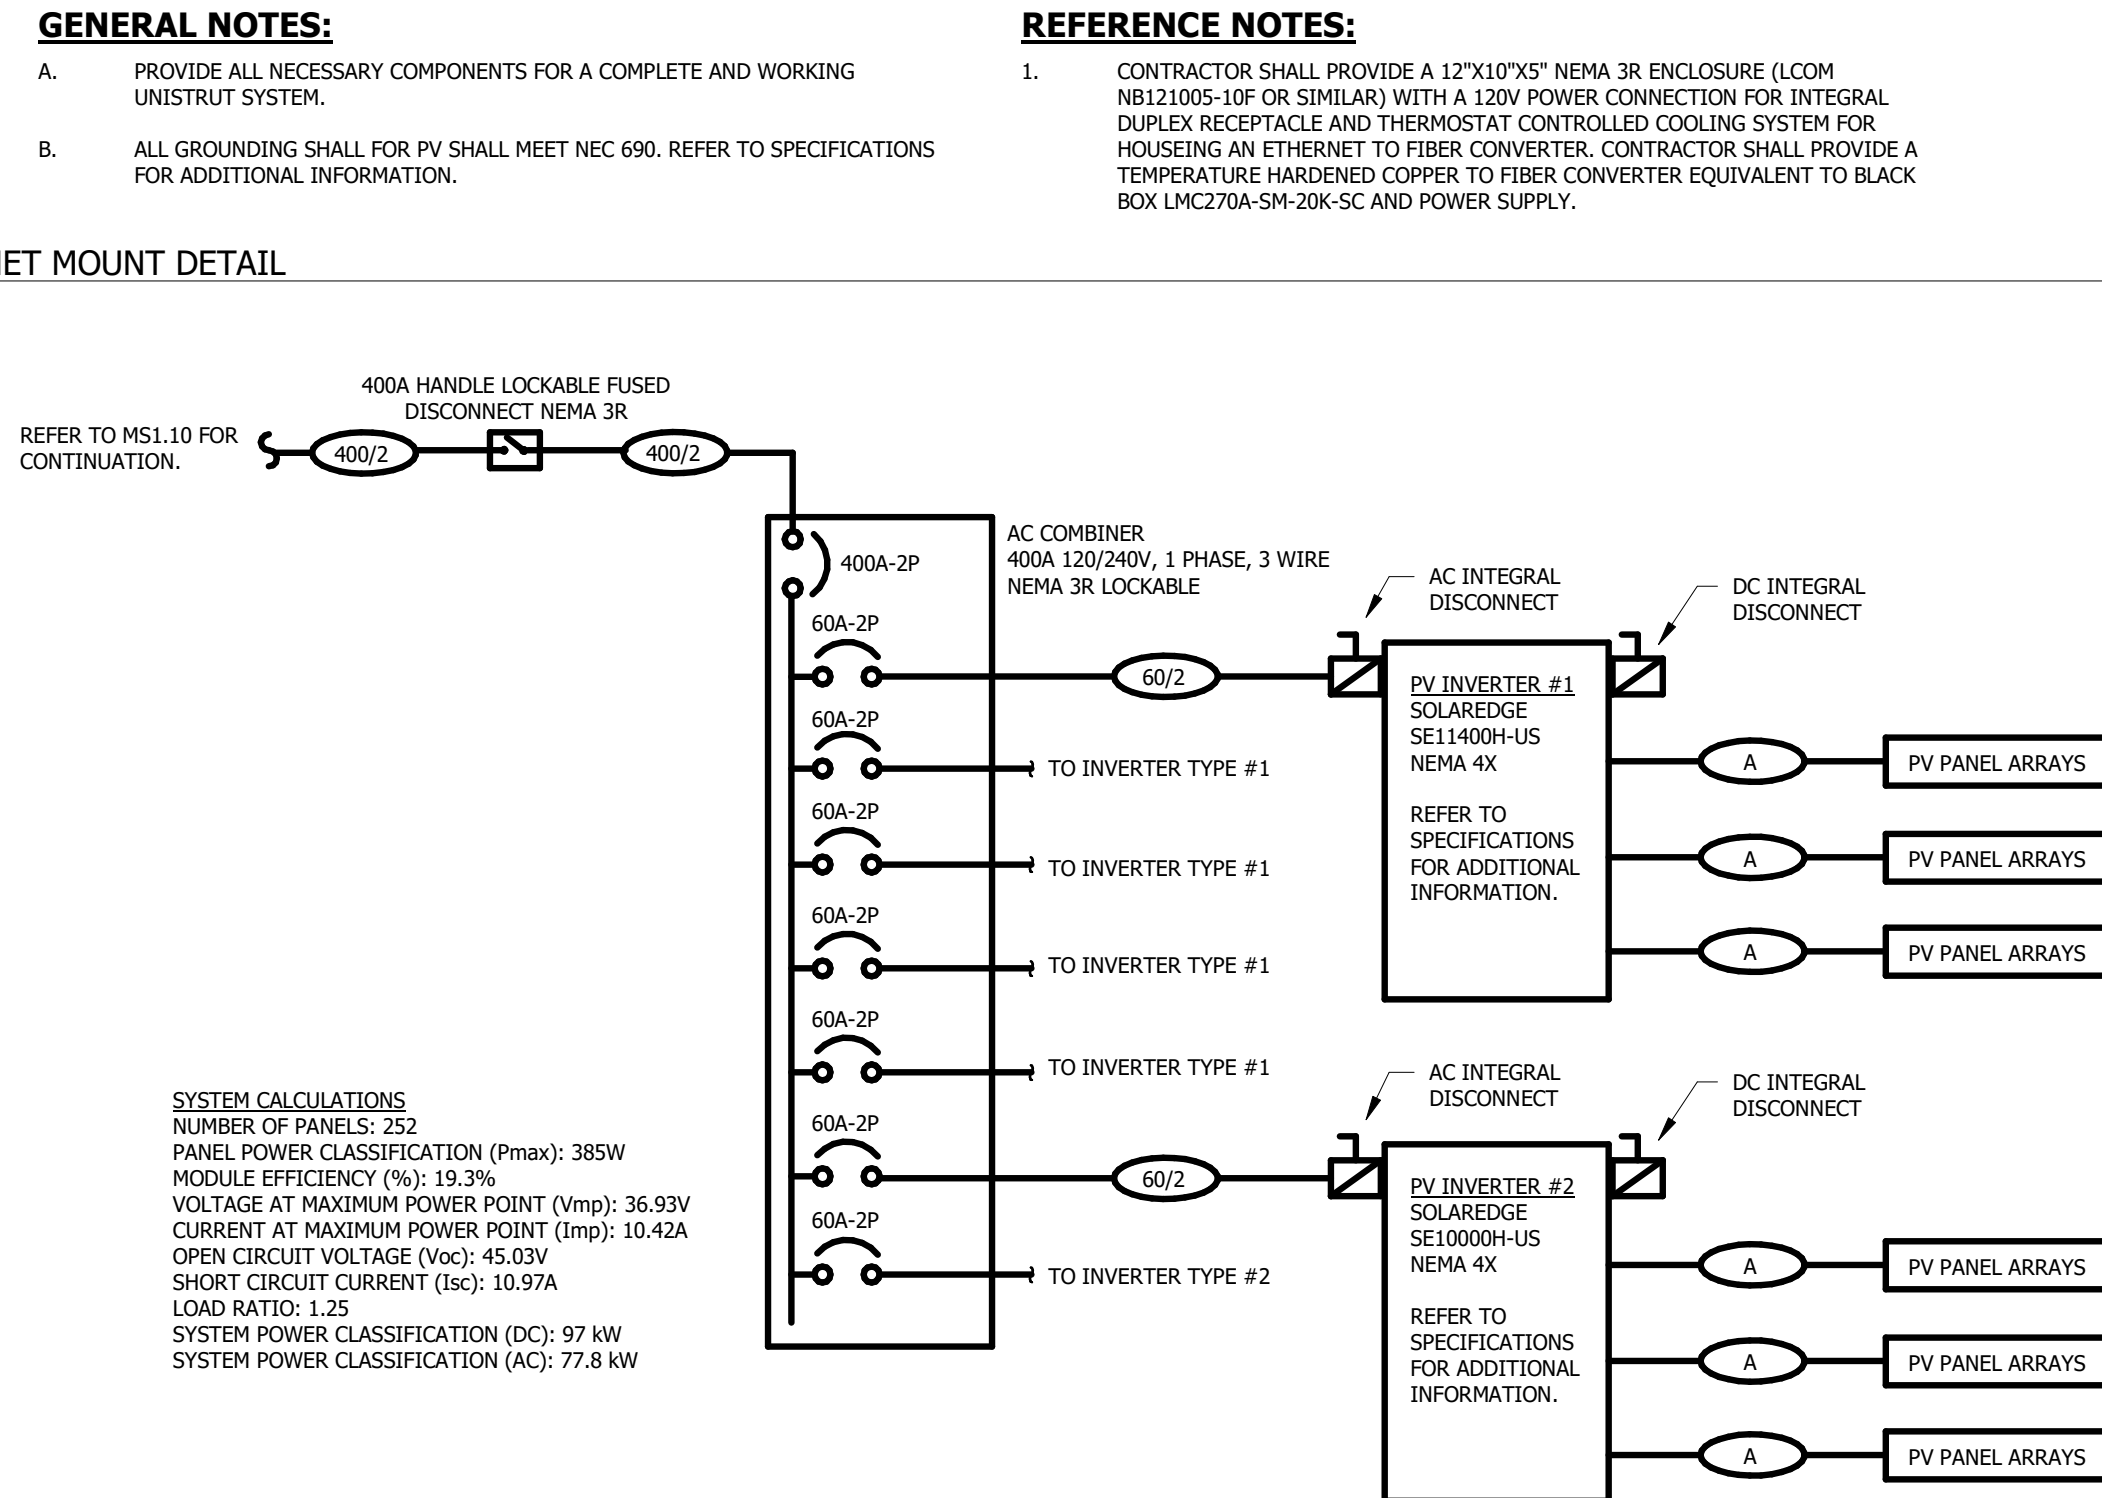 GENERAL NOTES:
A. PROVIDE ALL NECESSARY COMPONENTS FOR A COMPLETE AND WORKING
UNISTRUT SYSTEM.
B. ALL GROUNDING SHALL FOR PV SHALL MEET NEC 690. REFER TO SPECIFICATIONS
FOR ADDITIONAL INFORMATION.
REFERENCE NOTES:
1. CONTRACTOR SHALL PROVIDE A 12"X10"X5" NEMA 3R ENCLOSURE (LCOM
NB121005-10F OR SIMILAR) WITH A 120V POWER CONNECTION FOR INTEGRAL
DUPLEX RECEPTACLE AND THERMOSTAT CONTROLLED COOLING SYSTEM FOR
HOUSEING AN ETHERNET TO FIBER CONVERTER. CONTRACTOR SHALL PROVIDE A
TEMPERATURE HARDENED COPPER TO FIBER CONVERTER EQUIVALENT TO BLACK
BOX LMC270A-SM-20K-SC AND POWER SUPPLY.
ET MOUNT DETAIL
400A HANDLE LOCKABLE FUSED
DISCONNECT NEMA 3R
REFER TO MS1.10 FOR
CONTINUATION.
400/2
400/2
400A-2P
AC COMBINER
400A 120/240V, 1 PHASE, 3 WIRE
NEMA 3R LOCKABLE
60A-2P
60/2
60A-2P
TO INVERTER TYPE #1
60A-2P
TO INVERTER TYPE #1
60A-2P
TO INVERTER TYPE #1
60A-2P
TO INVERTER TYPE #1
60A-2P
60/2
60A-2P
TO INVERTER TYPE #2
AC INTEGRAL
DISCONNECT
DC INTEGRAL
DISCONNECT
PV INVERTER #1
SOLAREDGE
SE11400H-US
NEMA 4X
REFER TO
SPECIFICATIONS
FOR ADDITIONAL
INFORMATION.
A
PV PANEL ARRAYS
A
PV PANEL ARRAYS
A
PV PANEL ARRAYS
AC INTEGRAL
DISCONNECT
DC INTEGRAL
DISCONNECT
PV INVERTER #2
SOLAREDGE
SE10000H-US
NEMA 4X
REFER TO
SPECIFICATIONS
FOR ADDITIONAL
INFORMATION.
A
PV PANEL ARRAYS
A
PV PANEL ARRAYS
A
PV PANEL ARRAYS
SYSTEM CALCULATIONS
NUMBER OF PANELS: 252
PANEL POWER CLASSIFICATION (Pmax): 385W
MODULE EFFICIENCY (%): 19.3%
VOLTAGE AT MAXIMUM POWER POINT (Vmp): 36.93V
CURRENT AT MAXIMUM POWER POINT (Imp): 10.42A
OPEN CIRCUIT VOLTAGE (Voc): 45.03V
SHORT CIRCUIT CURRENT (Isc): 10.97A
LOAD RATIO: 1.25
SYSTEM POWER CLASSIFICATION (DC): 97 kW
SYSTEM POWER CLASSIFICATION (AC): 77.8 kW